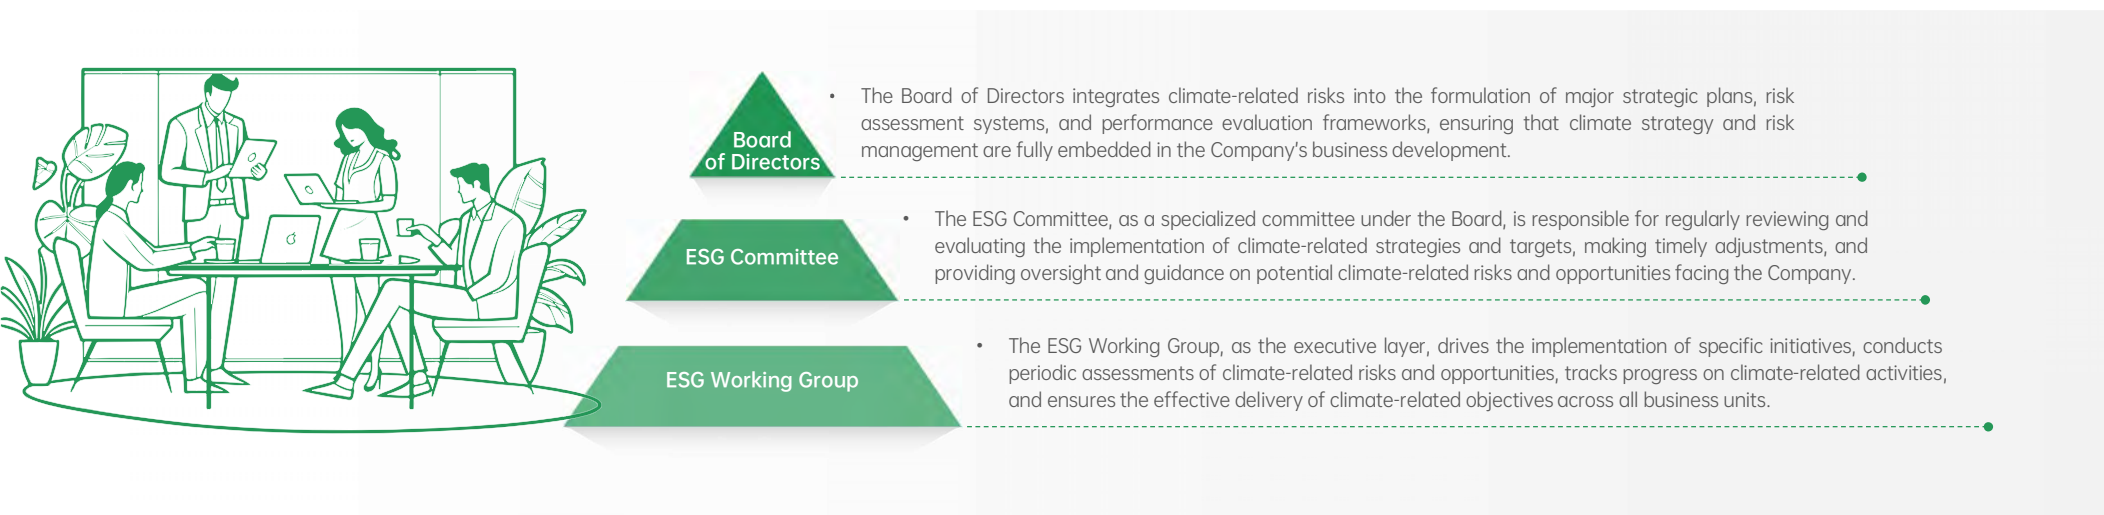 Board
of Directors
• The Board of Directors integrates climate-related risks into the formulation of major strategic plans, risk
assessment systems, and performance evaluation frameworks, ensuring that climate strategy and risk
management are fully embedded in the Company's business development.
ESG Committee
• The ESG Committee, as a specialized committee under the Board, is responsible for regularly reviewing and
evaluating the implementation of climate-related strategies and targets, making timely adjustments, and
providing oversight and guidance on potential climate-related risks and opportunities facing the Company.
ESG Working Group
• The ESG Working Group, as the executive layer, drives the implementation of specific initiatives, conducts
periodic assessments of climate-related risks and opportunities, tracks progress on climate-related activities,
and ensures the effective delivery of climate-related objectives across all business units.